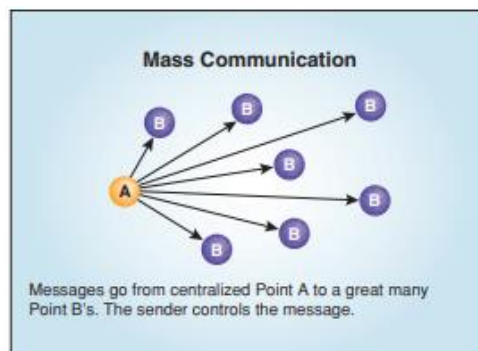 Mass Communication
B
B
B
B
A
B
B
B
Messages go from centralized Point A to a great many
Point B's. The sender controls the message.